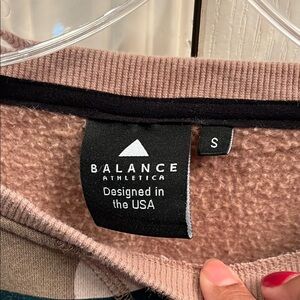 BALANCE
ATHLETICA
Designed in
the USA
S